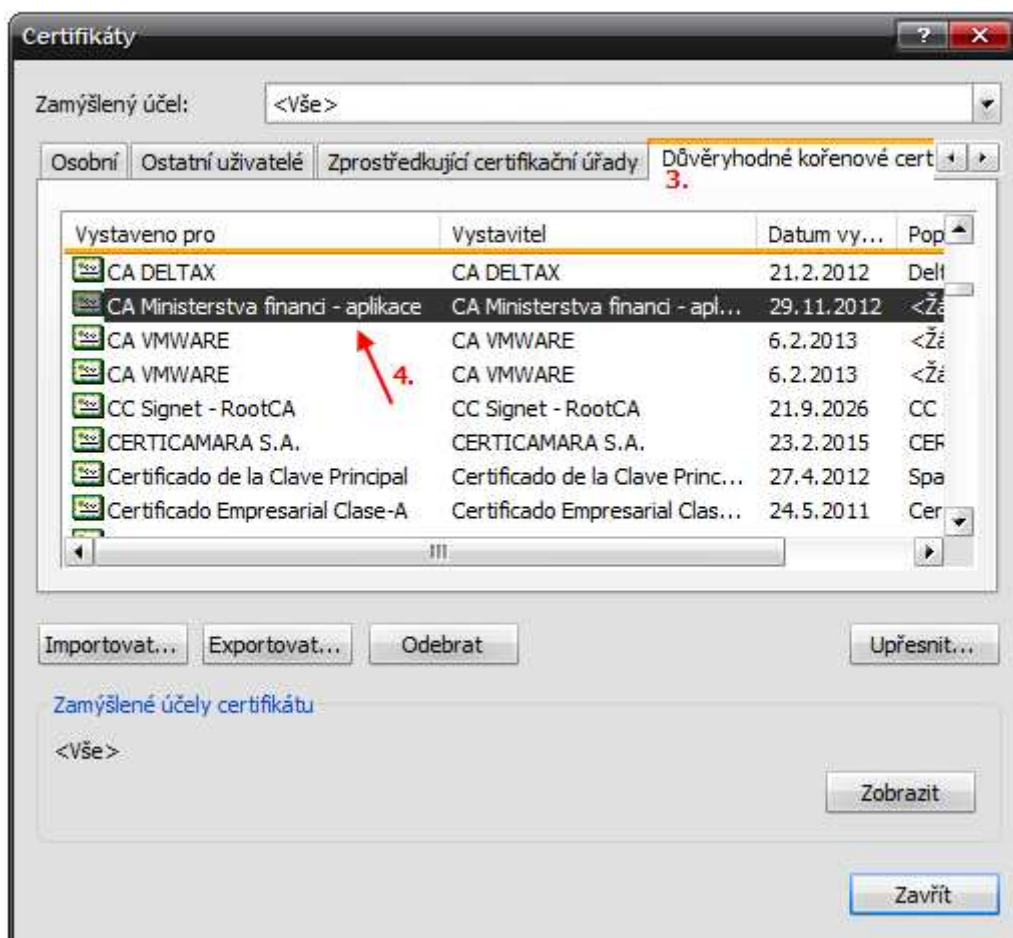 Certifikáty
Zamýšlený účel: <Vše>
Osobní Ostatní uživatelé Zprostředkující certifikační úřady Důvěryhodné kořenové cert
3.
Vystaveno pro Vystavitel Datum vy... Pop
CA DELTAX CA DELTAX 21.2.2012 Delt
CA Ministerstva financi - aplikace CA Ministerstva financi - apl... 29.11.2012 <Žá
CA VMWARE CA VMWARE 6.2.2013 <Žá
4.
CA VMWARE CA VMWARE 6.2.2013 <Žá
CC Signet - RootCA CC Signet - RootCA 21.9.2026 CC
CERTICAMARA S.A. CERTICAMARA S.A. 23.2.2015 CER
Certificado de la Clave Principal Certificado de la Clave Princ... 27.4.2012 Spa
Certificado Empresarial Clase-A Certificado Empresarial Clas... 24.5.2011 Cer
Importovat... Exportovat... Odebrat Upřesnit...
Zamýšlené účely certifikátu
<Vše>
Zobrazit
Zavřít